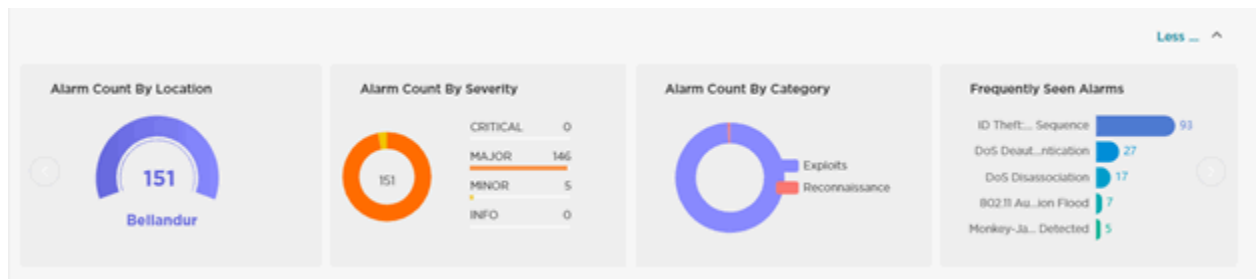 Less ...
Alarm Count By Location
151
Bellandur
Alarm Count By Severity
151
CRITICAL 0
MAJOR 146
MINOR 5
INFO 0
Alarm Count By Category
Exploits
Reconnaissance
Frequently Seen Alarms
ID Theft:... Sequence 93
DoS Deaut...ntication 27
DoS Disassociation 17
802.11 Au...ion Flood 7
Monkey-Ja... Detected 5